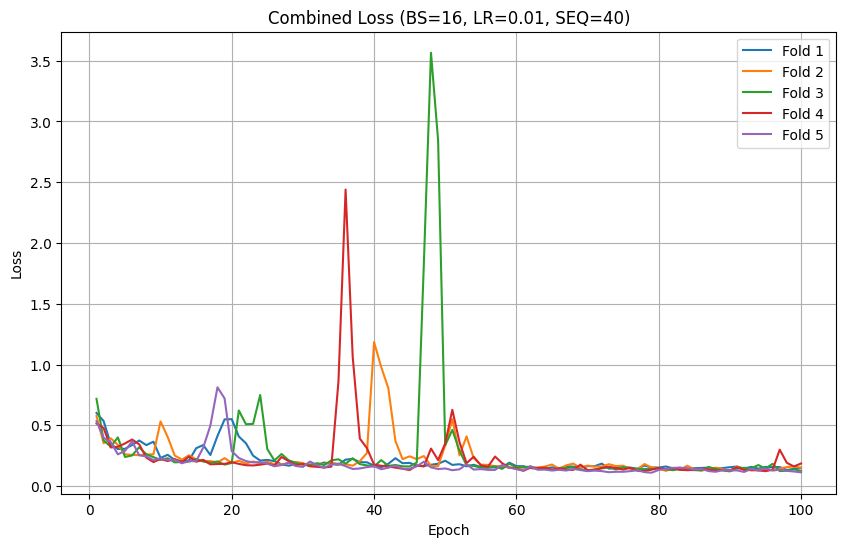 Combined Loss (BS=16, LR=0.01, SEQ=40)
Fold 1
Fold 2
Fold 3
Fold 4
Fold 5
3.5
3.0
2.5
2.0
1.5
1.0
0.5
0.0
Loss
0 20 40 60 80 100
Epoch